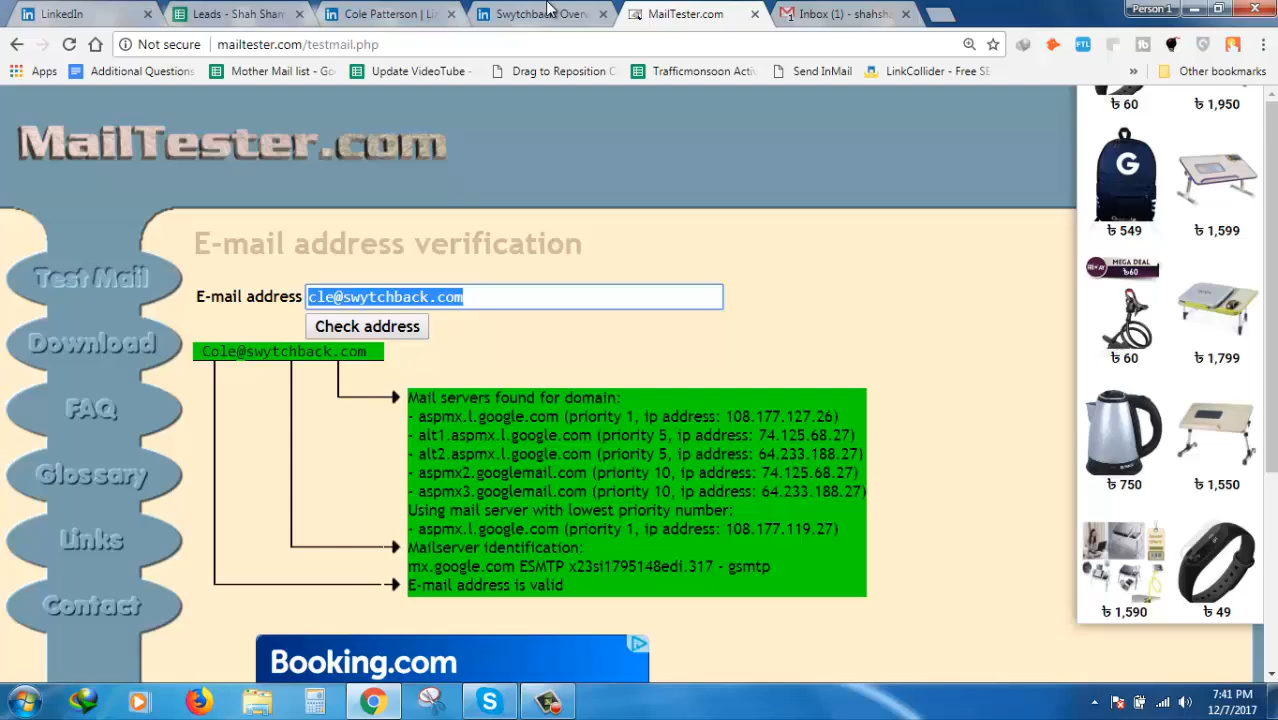 LinkedIn
Leads - Shah Sham
Cole Patterson | Lin
Swytchback Overv
MailTester.com
Inbox (1) - shahsha
Person 1
Not secure | mailtester.com/testmail.php
Apps
Additional Questions
Mother Mail list - Go
Update VideoTube -
Drag to Reposition C
Trafficmonsoon Acti
Send InMail
LinkCollider - Free SE
»
Other bookmarks
MailTester.com
E-mail address verification
E-mail address cle@swytchback.com
Check address
Cole@swytchback.com
Mail servers found for domain:
- aspmx.l.google.com (priority 1, ip address: 108.177.127.26)
- alt1.aspmx.l.google.com (priority 5, ip address: 74.125.68.27)
- alt2.aspmx.l.google.com (priority 5, ip address: 64.233.188.27)
- aspmx2.googlemail.com (priority 10, ip address: 74.125.68.27)
- aspmx3.googlemail.com (priority 10, ip address: 64.233.188.27)
Using mail server with lowest priority number:
- aspmx.l.google.com (priority 1, ip address: 108.177.119.27)
Mailserver identification:
mx.google.com ESMTP x23si1795148edi.317 - gsmtp
E-mail address is valid
Test Mail
Download
FAQ
Glossary
Links
Contact
৳ 60
৳ 1,950
G
৳ 549
৳ 1,599
MEGA DEAL
৳60
৳ 60
৳ 1,799
৳ 750
৳ 1,550
৳ 1,590
৳ 49
Booking.com
7:41 PM
12/7/2017